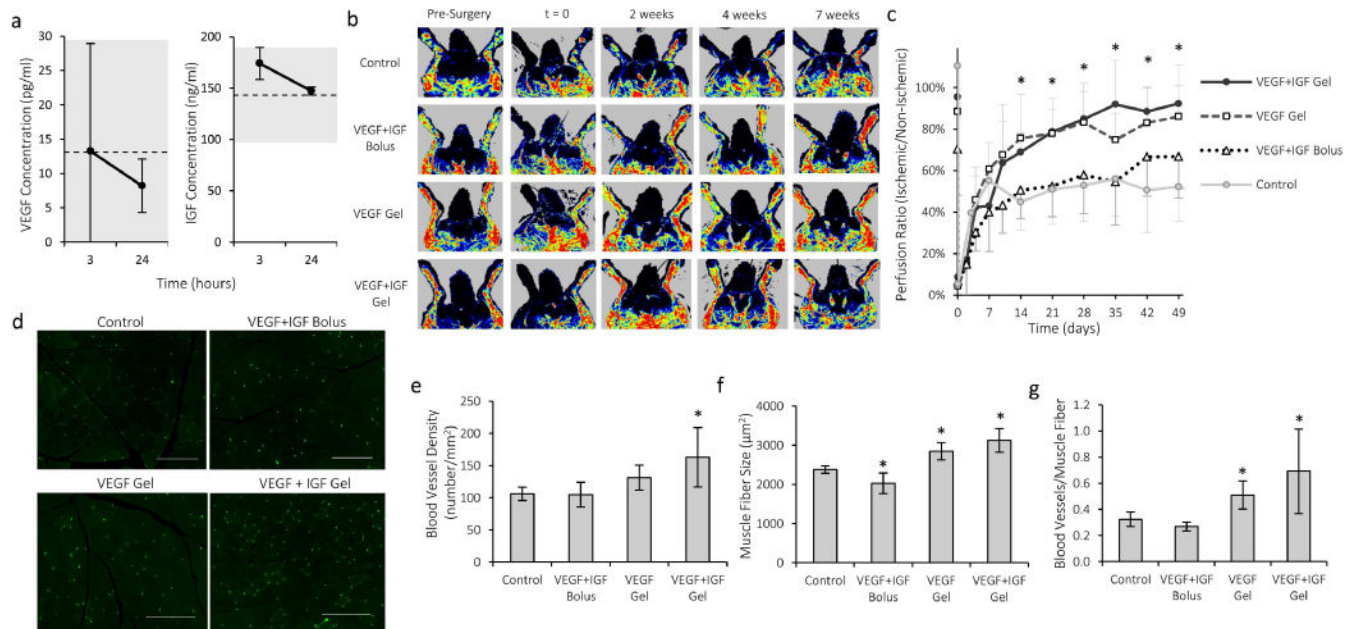 a
VEGF Concentration (pg/ml)
30
25
20
15
10
5
0
3
24
IGF Concentration (ng/ml)
200
150
100
50
0
3
24
Time (hours)
b
Pre-Surgery
t = 0
2 weeks
4 weeks
7 weeks
Control
VEGF+IGF
Bolus
VEGF Gel
VEGF+IGF
Gel
c
Perfusion Ratio (Ischemic/Non-Ischemic)
100%
80%
60%
40%
20%
0%
* * * * * *
0 7 14 21 28 35 42 49
Time (days)
VEGF+IGF Gel
VEGF Gel
VEGF+IGF Bolus
Control
d
Control
VEGF+IGF Bolus
VEGF Gel
VEGF + IGF Gel
e
Blood Vessel Density
(number/mm²)
250
200
150
100
50
0
*
Control
VEGF+IGF
Bolus
VEGF
Gel
VEGF+IGF
Gel
f
Muscle Fiber Size (µm²)
4000
3000
2000
1000
0
* * *
Control
VEGF+IGF
Bolus
VEGF
Gel
VEGF+IGF
Gel
g
Blood Vessels/Muscle Fiber
1.2
1.0
0.8
0.6
0.4
0.2
0.0
* *
Control
VEGF+IGF
Bolus
VEGF
Gel
VEGF+IGF
Gel